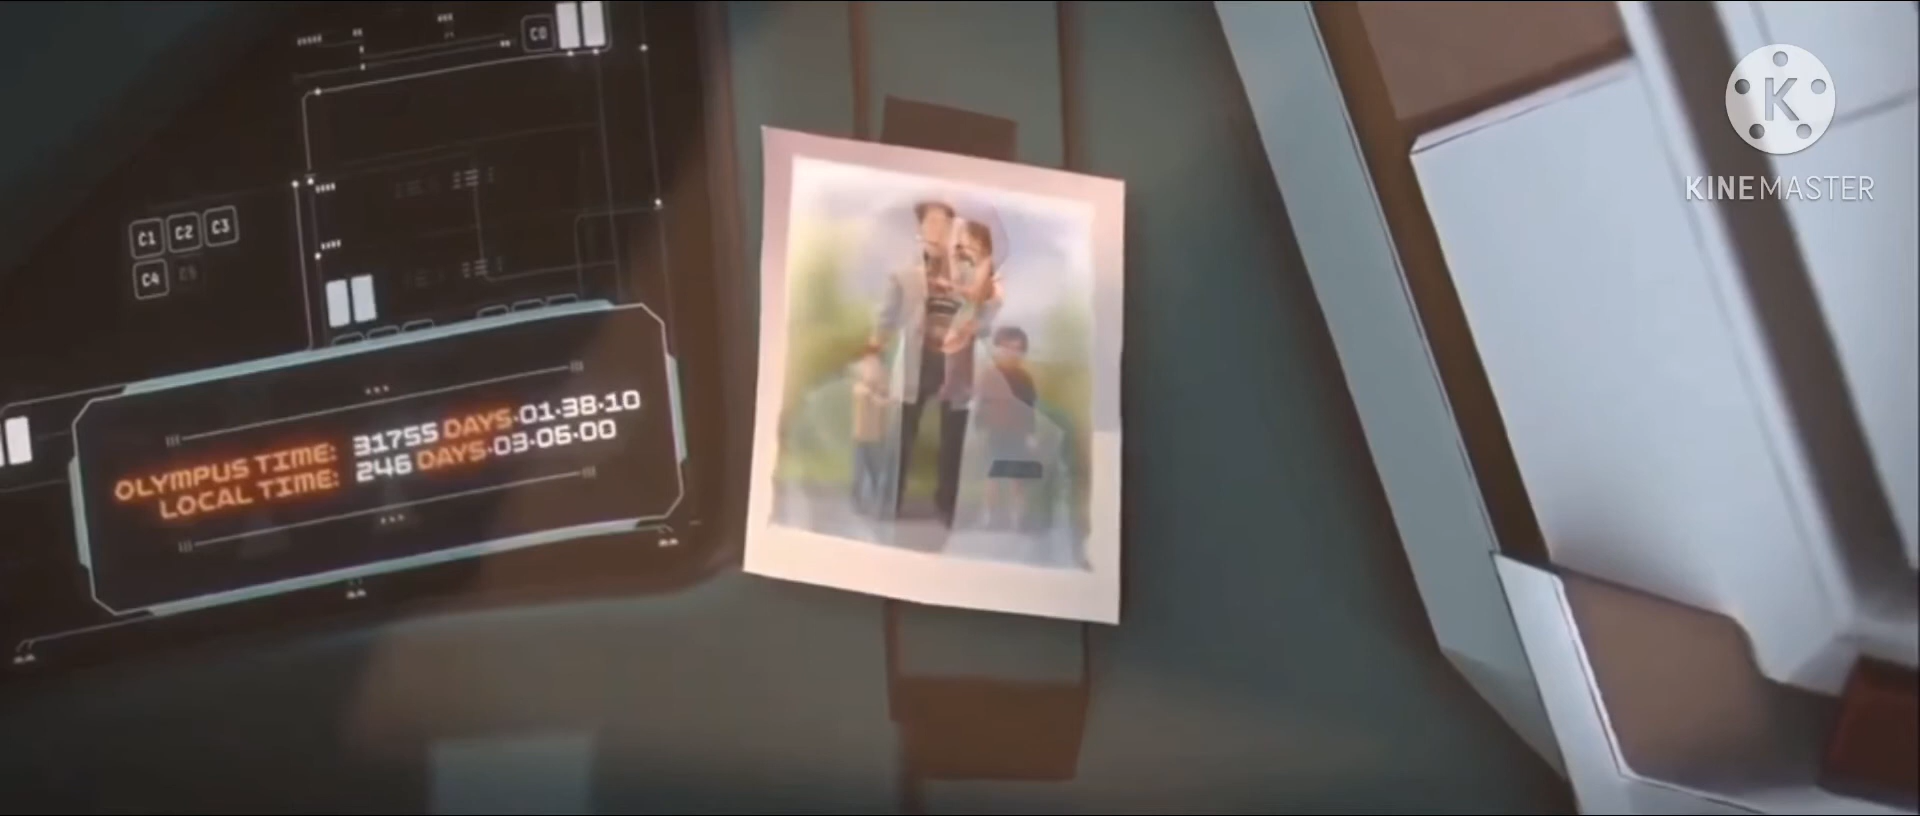 C0
C1 C2 C3
C4 C5
OLYMPUS TIME: 31755 DAYS·01·38·10
LOCAL TIME: 246 DAYS·03·06·00
K
KINEMASTER